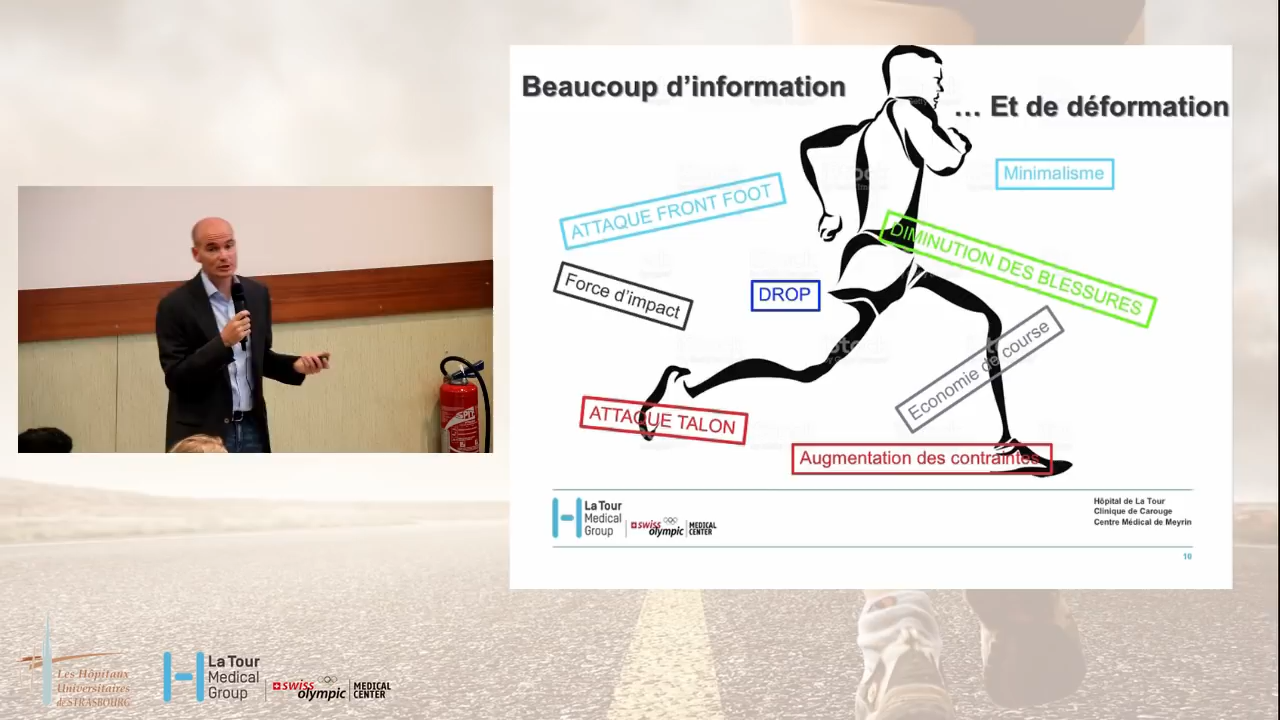 Beaucoup d’information
... Et de déformation
Minimalisme
ATTAQUE FRONT FOOT
DIMINUTION DES BLESSURES
Force d’impact
DROP
Economie de course
ATTAQUE TALON
Augmentation des contraintes
La Tour
Medical
Group
swiss
olympic
MEDICAL
CENTER
Hôpital de La Tour
Clinique de Carouge
Centre Médical de Meyrin
10
Les Hôpitaux
Universitaires
de STRASBOURG
La Tour
Medical
Group
swiss
olympic
MEDICAL
CENTER